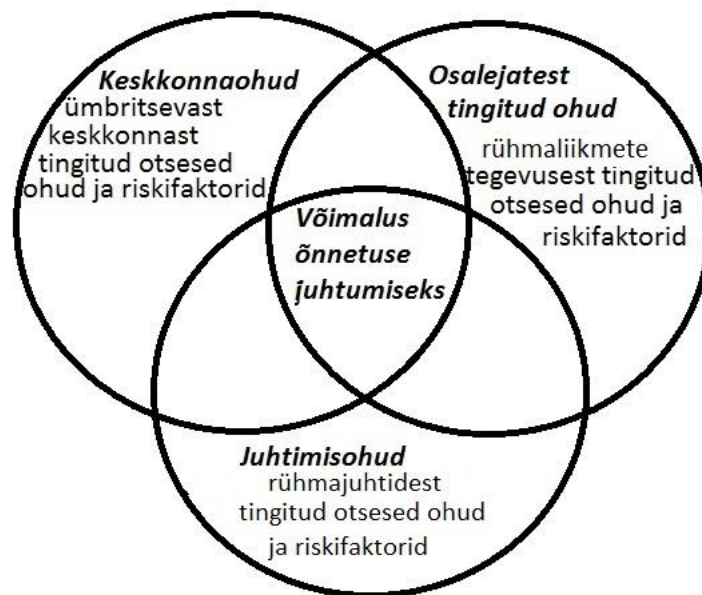 Keskkonnaohud
ümbritsevast
keskkonnast
tingitud otsesed
ohud ja riskifaktorid
Osalejatest
tingitud ohud
rühmaliikmete
tegevusest tingitud
otsesed ohud ja
riskifaktorid
Võimalus
õnnetuse
juhtumiseks
Juhtimisohud
rühmajuhtidest
tingitud otsesed ohud
ja riskifaktorid